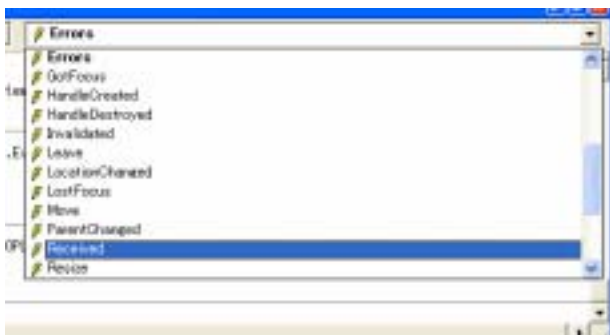 Errors
Errors
GotFocus
HandleCreated
HandleDestroyed
Invalidated
Leave
LocationChanged
LostFocus
Move
ParentChanged
Received
Resize